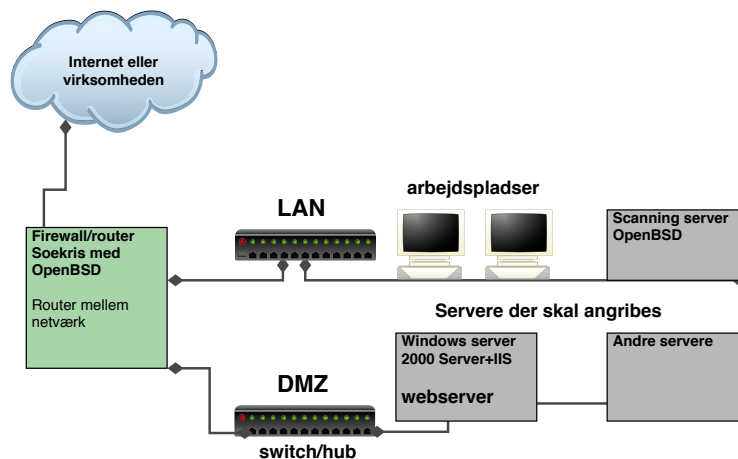 Internet eller
virksomheden
arbejdspladser
LAN
Scanning server
OpenBSD
Firewall/router
Soekris med
OpenBSD
Router mellem
netværk
Servere der skal angribes
Windows server
2000 Server+IIS
webserver
Andre servere
DMZ
switch/hub